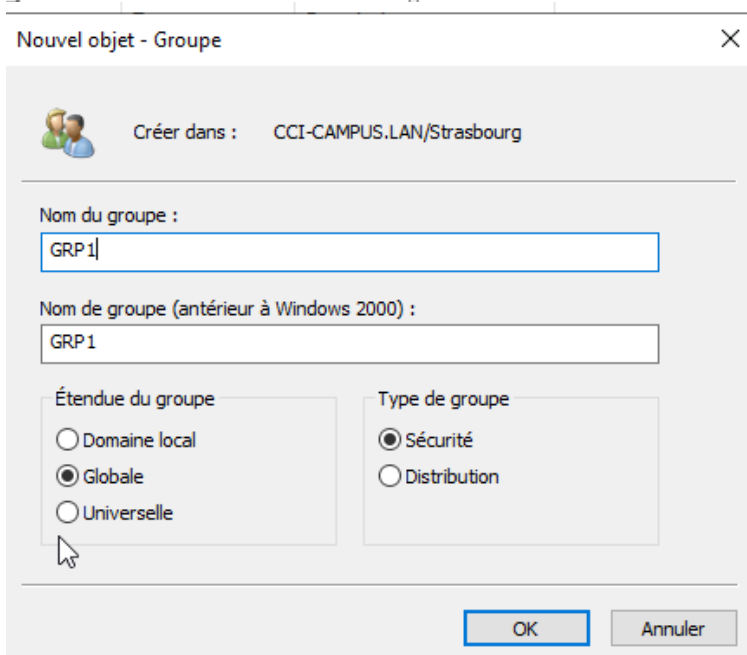 Nouvel objet - Groupe
Créer dans : CCI-CAMPUS.LAN/Strasbourg
Nom du groupe :
GRP1
Nom de groupe (antérieur à Windows 2000) :
GRP1
Étendue du groupe
Domaine local
Globale
Universelle
Type de groupe
Sécurité
Distribution
OK Annuler